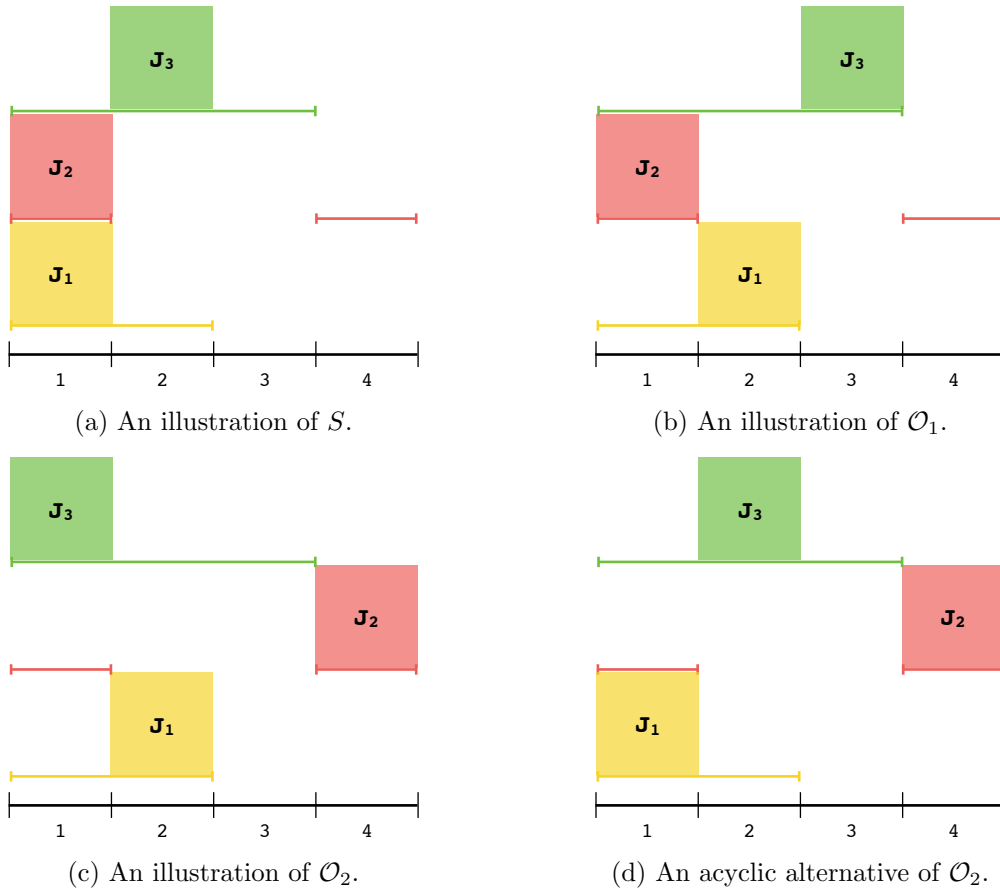 J₃
J₂
J₁
1 2 3 4
(a) An illustration of S.
J₃
J₂
J₁
1 2 3 4
(b) An illustration of 𝒪₁.
J₃
J₂
J₁
1 2 3 4
(c) An illustration of 𝒪₂.
J₃
J₂
J₁
1 2 3 4
(d) An acyclic alternative of 𝒪₂.